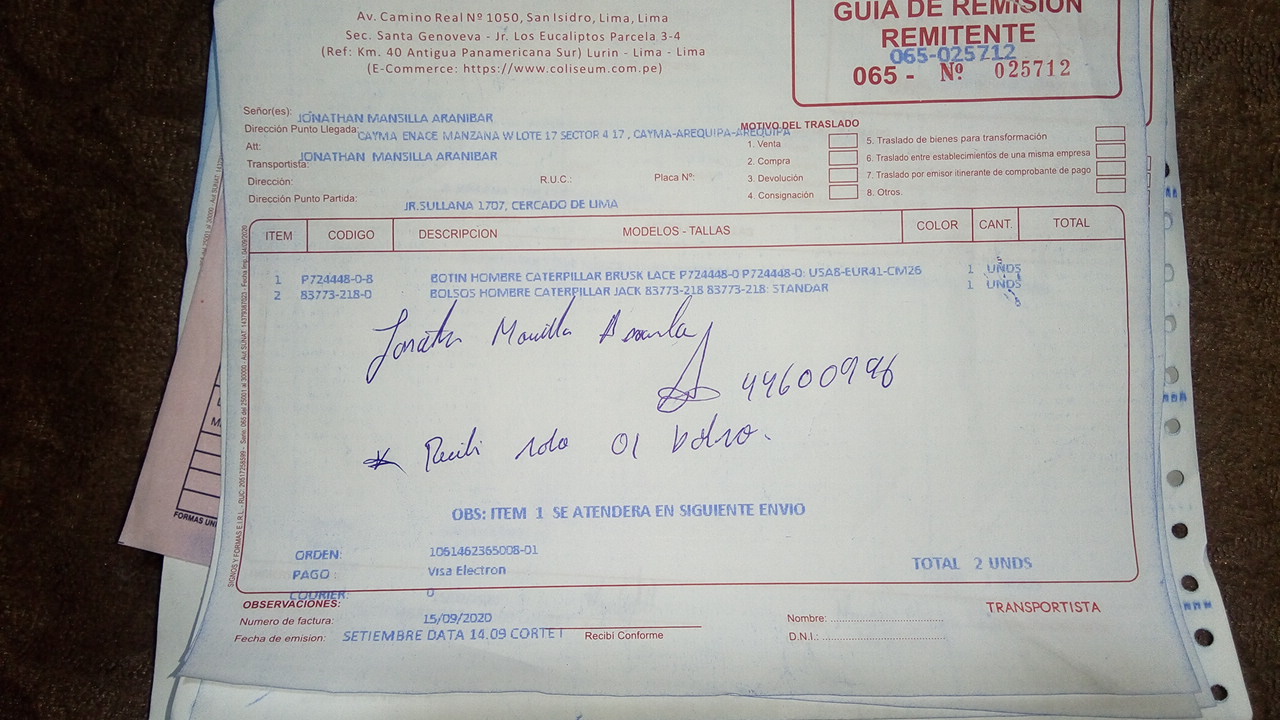 Av. Camino Real Nº 1050, San Isidro, Lima, Lima
Sec. Santa Genoveva - Jr. Los Eucaliptos Parcela 3-4
(Ref: Km. 40 Antigua Panamericana Sur) Lurin - Lima - Lima
(E-Commerce: https://www.coliseum.com.pe)
GUIA DE REMISION
REMITENTE
065-025712
065 - Nº 025712
Señor(es): JONATHAN MANSILLA ARANIBAR
Dirección Punto Llegada: CAYMA ENACE MANZANA W LOTE 17 SECTOR 4 17 , CAYMA-AREQUIPA-AREQUIPA
Att:
Transportista: JONATHAN MANSILLA ARANIBAR
Dirección: R.U.C.: Placa Nº:
Dirección Punto Partida: JR.SULLANA 1707, CERCADO DE LIMA
MOTIVO DEL TRASLADO
1. Venta
2. Compra
3. Devolución
4. Consignación
5. Traslado de bienes para transformación
6. Traslado entre establecimientos de una misma empresa
7. Traslado por emisor itinerante de comprobante de pago
8. Otros.
ITEM CODIGO DESCRIPCION MODELOS - TALLAS COLOR CANT. TOTAL
1 P724448-0-8 BOTIN HOMBRE CATERPILLAR BRUSK LACE P724448-0 P724448-0: USA8-EUR41-CM26 1 UNDS
2 83773-218-0 BOLSOS HOMBRE CATERPILLAR JACK 83773-218 83773-218: STANDAR 1 UNDS
44600996
* Recibi solo 01 bolso.
OBS: ITEM 1 SE ATENDERA EN SIGUIENTE ENVIO
ORDEN: 1061462365008-01
PAGO : Visa Electron
COURIER: 0
TOTAL 2 UNDS
OBSERVACIONES:
Numero de factura: 15/09/2020
Fecha de emision: SETIEMBRE DATA 14.09 CORTE 1
Recibí Conforme
Nombre:
D.N.I.:
TRANSPORTISTA
FORMAS